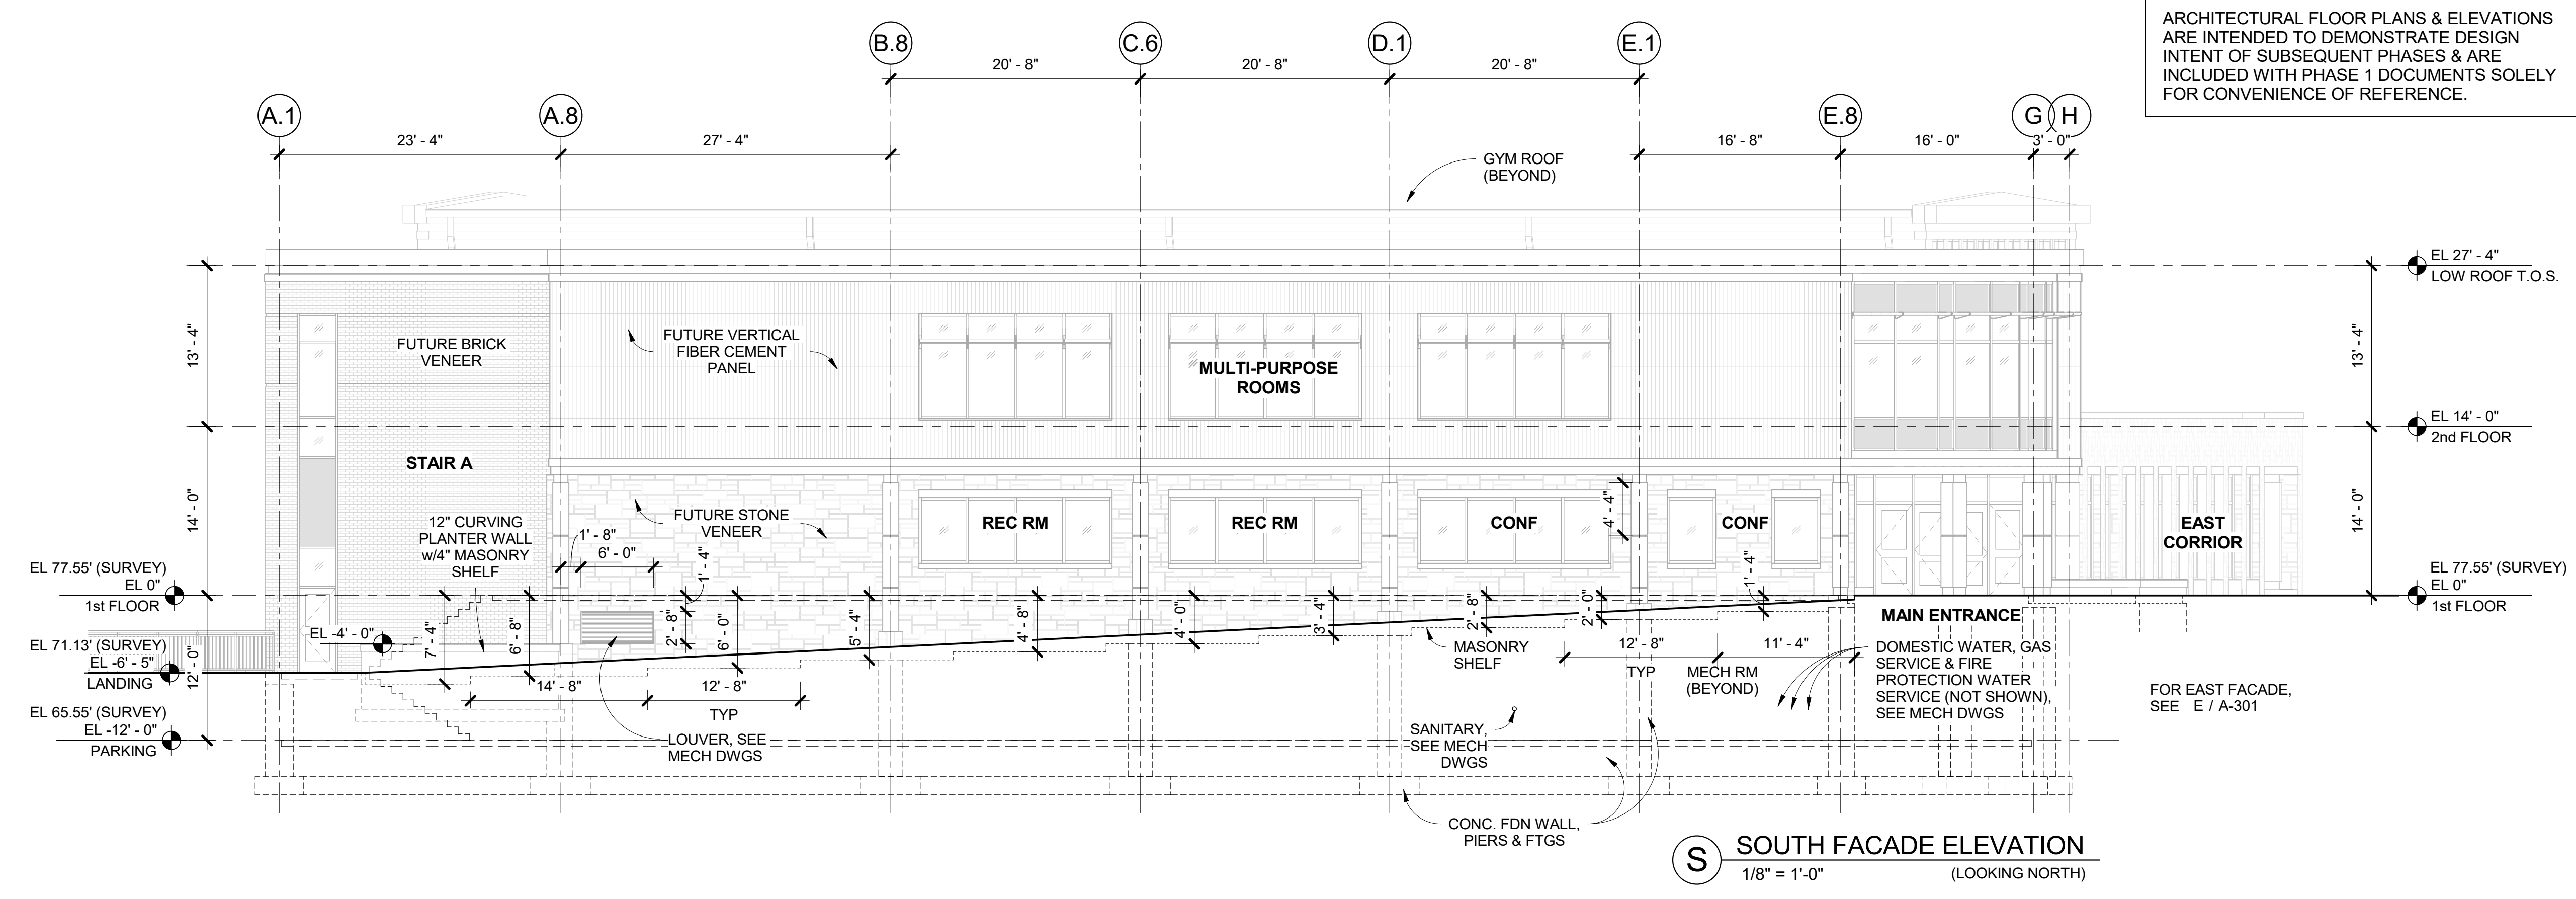 ARCHITECTURAL FLOOR PLANS & ELEVATIONS
ARE INTENDED TO DEMONSTRATE DESIGN
INTENT OF SUBSEQUENT PHASES & ARE
INCLUDED WITH PHASE 1 DOCUMENTS SOLELY
FOR CONVENIENCE OF REFERENCE.
B.8
C.6
D.1
E.1
20' - 8"
20' - 8"
20' - 8"
A.1
A.8
E.8
G
H
23' - 4"
27' - 4"
16' - 8"
16' - 0"
3' - 0"
GYM ROOF
(BEYOND)
EL 27' - 4"
LOW ROOF T.O.S.
13' - 4"
13' - 4"
FUTURE BRICK
VENEER
FUTURE VERTICAL
FIBER CEMENT
PANEL
MULTI-PURPOSE
ROOMS
EL 14' - 0"
2nd FLOOR
STAIR A
14' - 0"
14' - 0"
12" CURVING
PLANTER WALL
w/4" MASONRY
SHELF
FUTURE STONE
VENEER
1' - 8"
6' - 0"
1' - 4"
REC RM
REC RM
CONF
4' - 4"
CONF
1' - 4"
EAST
CORRIOR
EL 77.55' (SURVEY)
EL 0"
1st FLOOR
EL 77.55' (SURVEY)
EL 0"
1st FLOOR
EL -4' - 0"
7' - 4"
6' - 8"
2' - 8"
6' - 0"
5' - 4"
4' - 8"
4' - 0"
3' - 4"
2' - 8"
2' - 0"
MAIN ENTRANCE
EL 71.13' (SURVEY)
EL -6' - 5"
LANDING
12' - 0"
14' - 8"
12' - 8"
TYP
MASONRY
SHELF
12' - 8"
TYP
11' - 4"
MECH RM
(BEYOND)
DOMESTIC WATER, GAS
SERVICE & FIRE
PROTECTION WATER
SERVICE (NOT SHOWN),
SEE MECH DWGS
FOR EAST FACADE,
SEE E / A-301
EL 65.55' (SURVEY)
EL -12' - 0"
PARKING
LOUVER, SEE
MECH DWGS
SANITARY,
SEE MECH
DWGS
CONC. FDN WALL,
PIERS & FTGS
S
SOUTH FACADE ELEVATION
1/8" = 1'-0"
(LOOKING NORTH)